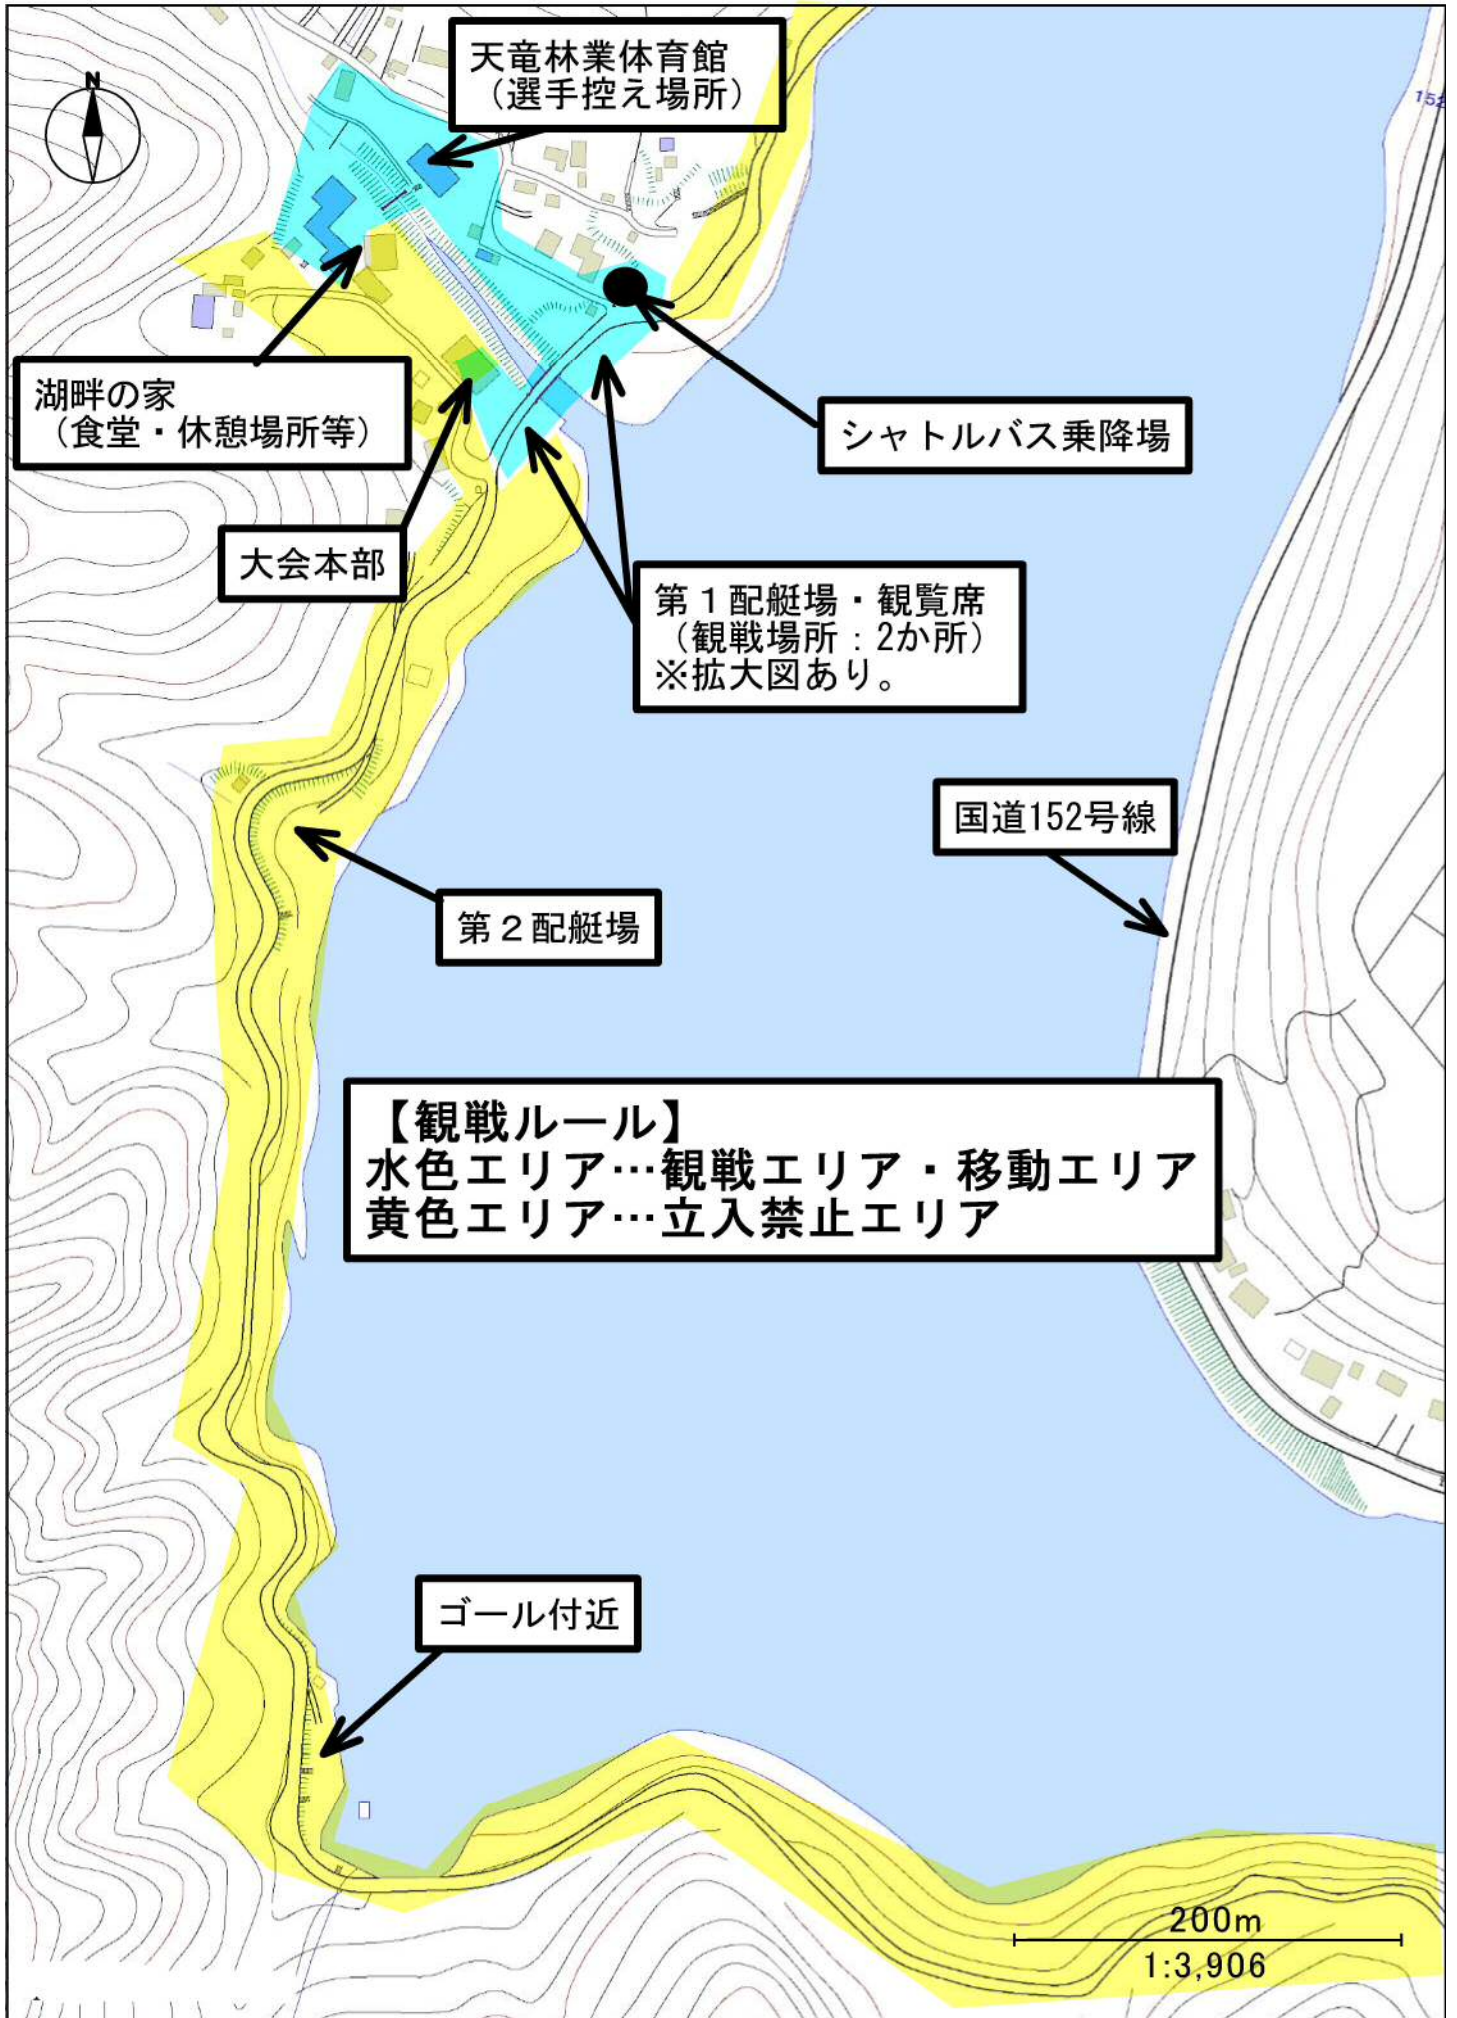 N
天竜林業体育館
（選手控え場所）
152
湖畔の家
（食堂・休憩場所等）
シャトルバス乗降場
大会本部
第１配艇場・観覧席
（観戦場所：2か所）
※拡大図あり。
国道152号線
第２配艇場
【観戦ルール】
水色エリア…観戦エリア・移動エリア
黄色エリア…立入禁止エリア
ゴール付近
200m
1:3,906